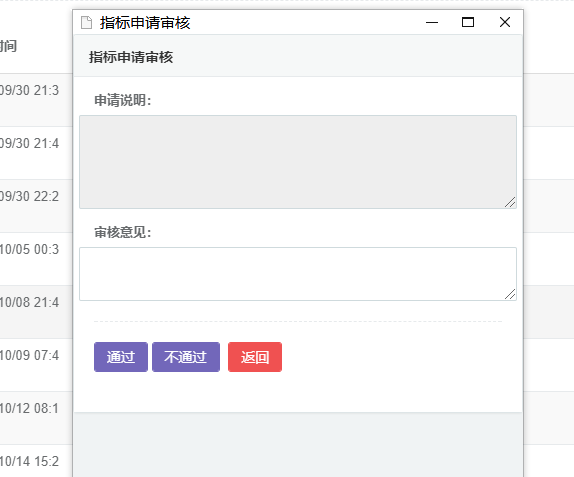 指标申请审核
时间
指标申请审核
09/30 21:3
申请说明：
09/30 21:4
09/30 22:2
审核意见：
10/05 00:3
10/08 21:4
10/09 07:4
通过 不通过 返回
10/12 08:1
10/14 15:2